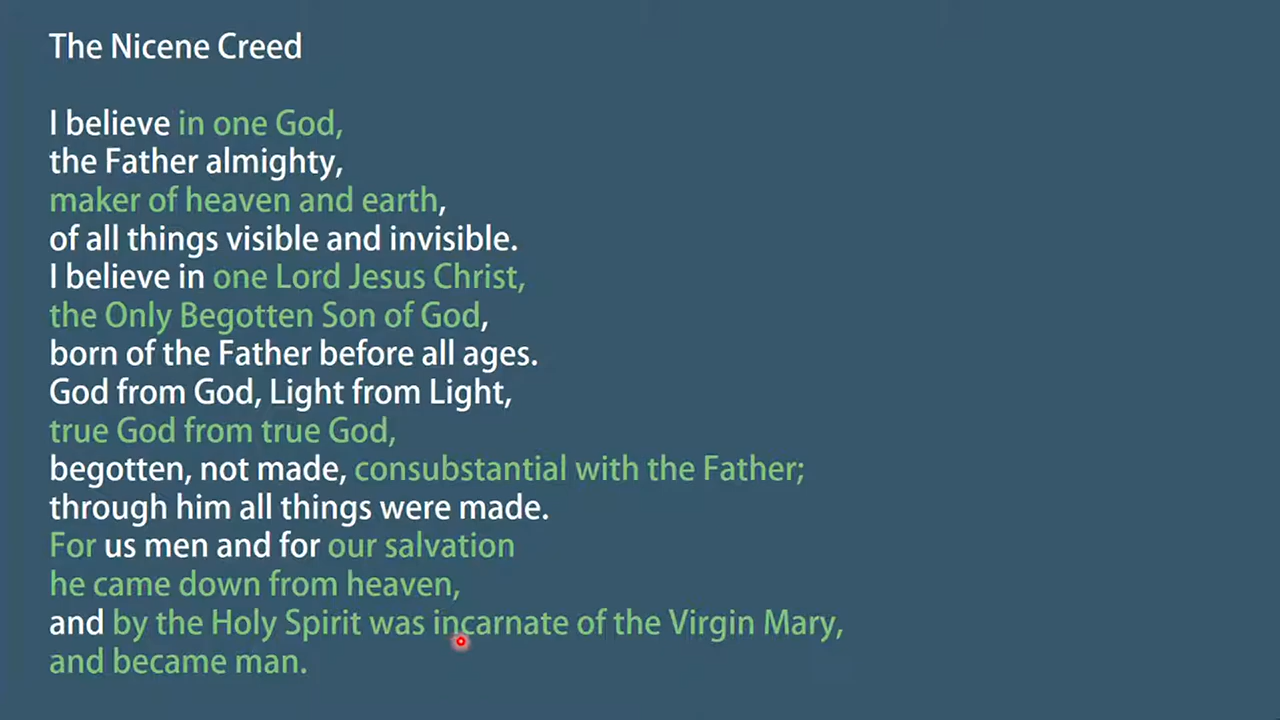 The Nicene Creed
I believe in one God,
the Father almighty,
maker of heaven and earth,
of all things visible and invisible.
I believe in one Lord Jesus Christ,
the Only Begotten Son of God,
born of the Father before all ages.
God from God, Light from Light,
true God from true God,
begotten, not made, consubstantial with the Father;
through him all things were made.
For us men and for our salvation
he came down from heaven,
and by the Holy Spirit was incarnate of the Virgin Mary,
and became man.